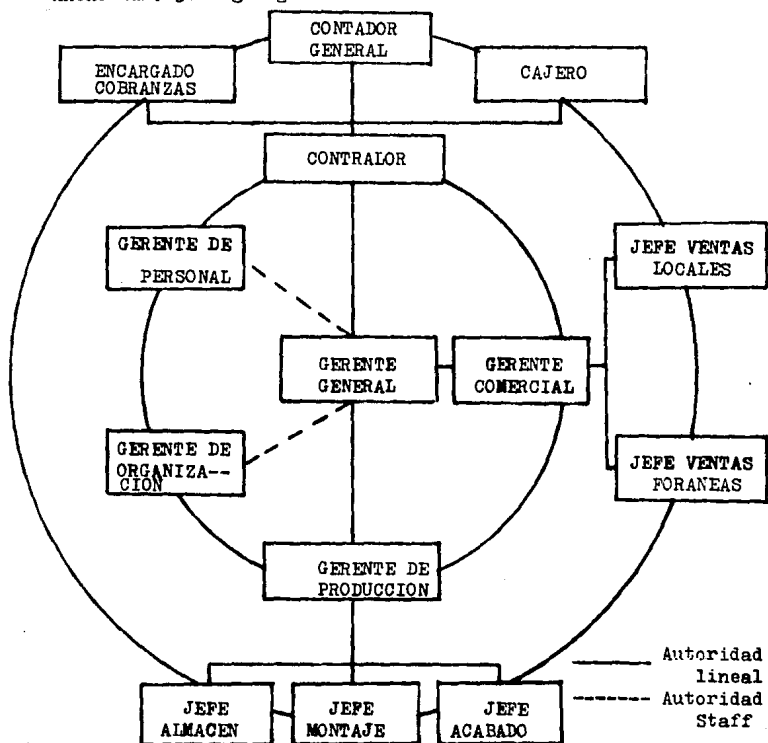 CONTADOR
GENERAL
ENCARGADO
COBRANZAS
CAJERO
CONTRALOR
GERENTE DE
PERSONAL
JEFE VENTAS
LOCALES
GERENTE
GENERAL
GERENTE
COMERCIAL
GERENTE DE
ORGANIZA--
CION
JEFE VENTAS
FORANEAS
GERENTE DE
PRODUCCION
Autoridad
lineal
Autoridad
Staff
JEFE
ALMACEN
JEFE
MONTAJE
JEFE
ACABADO